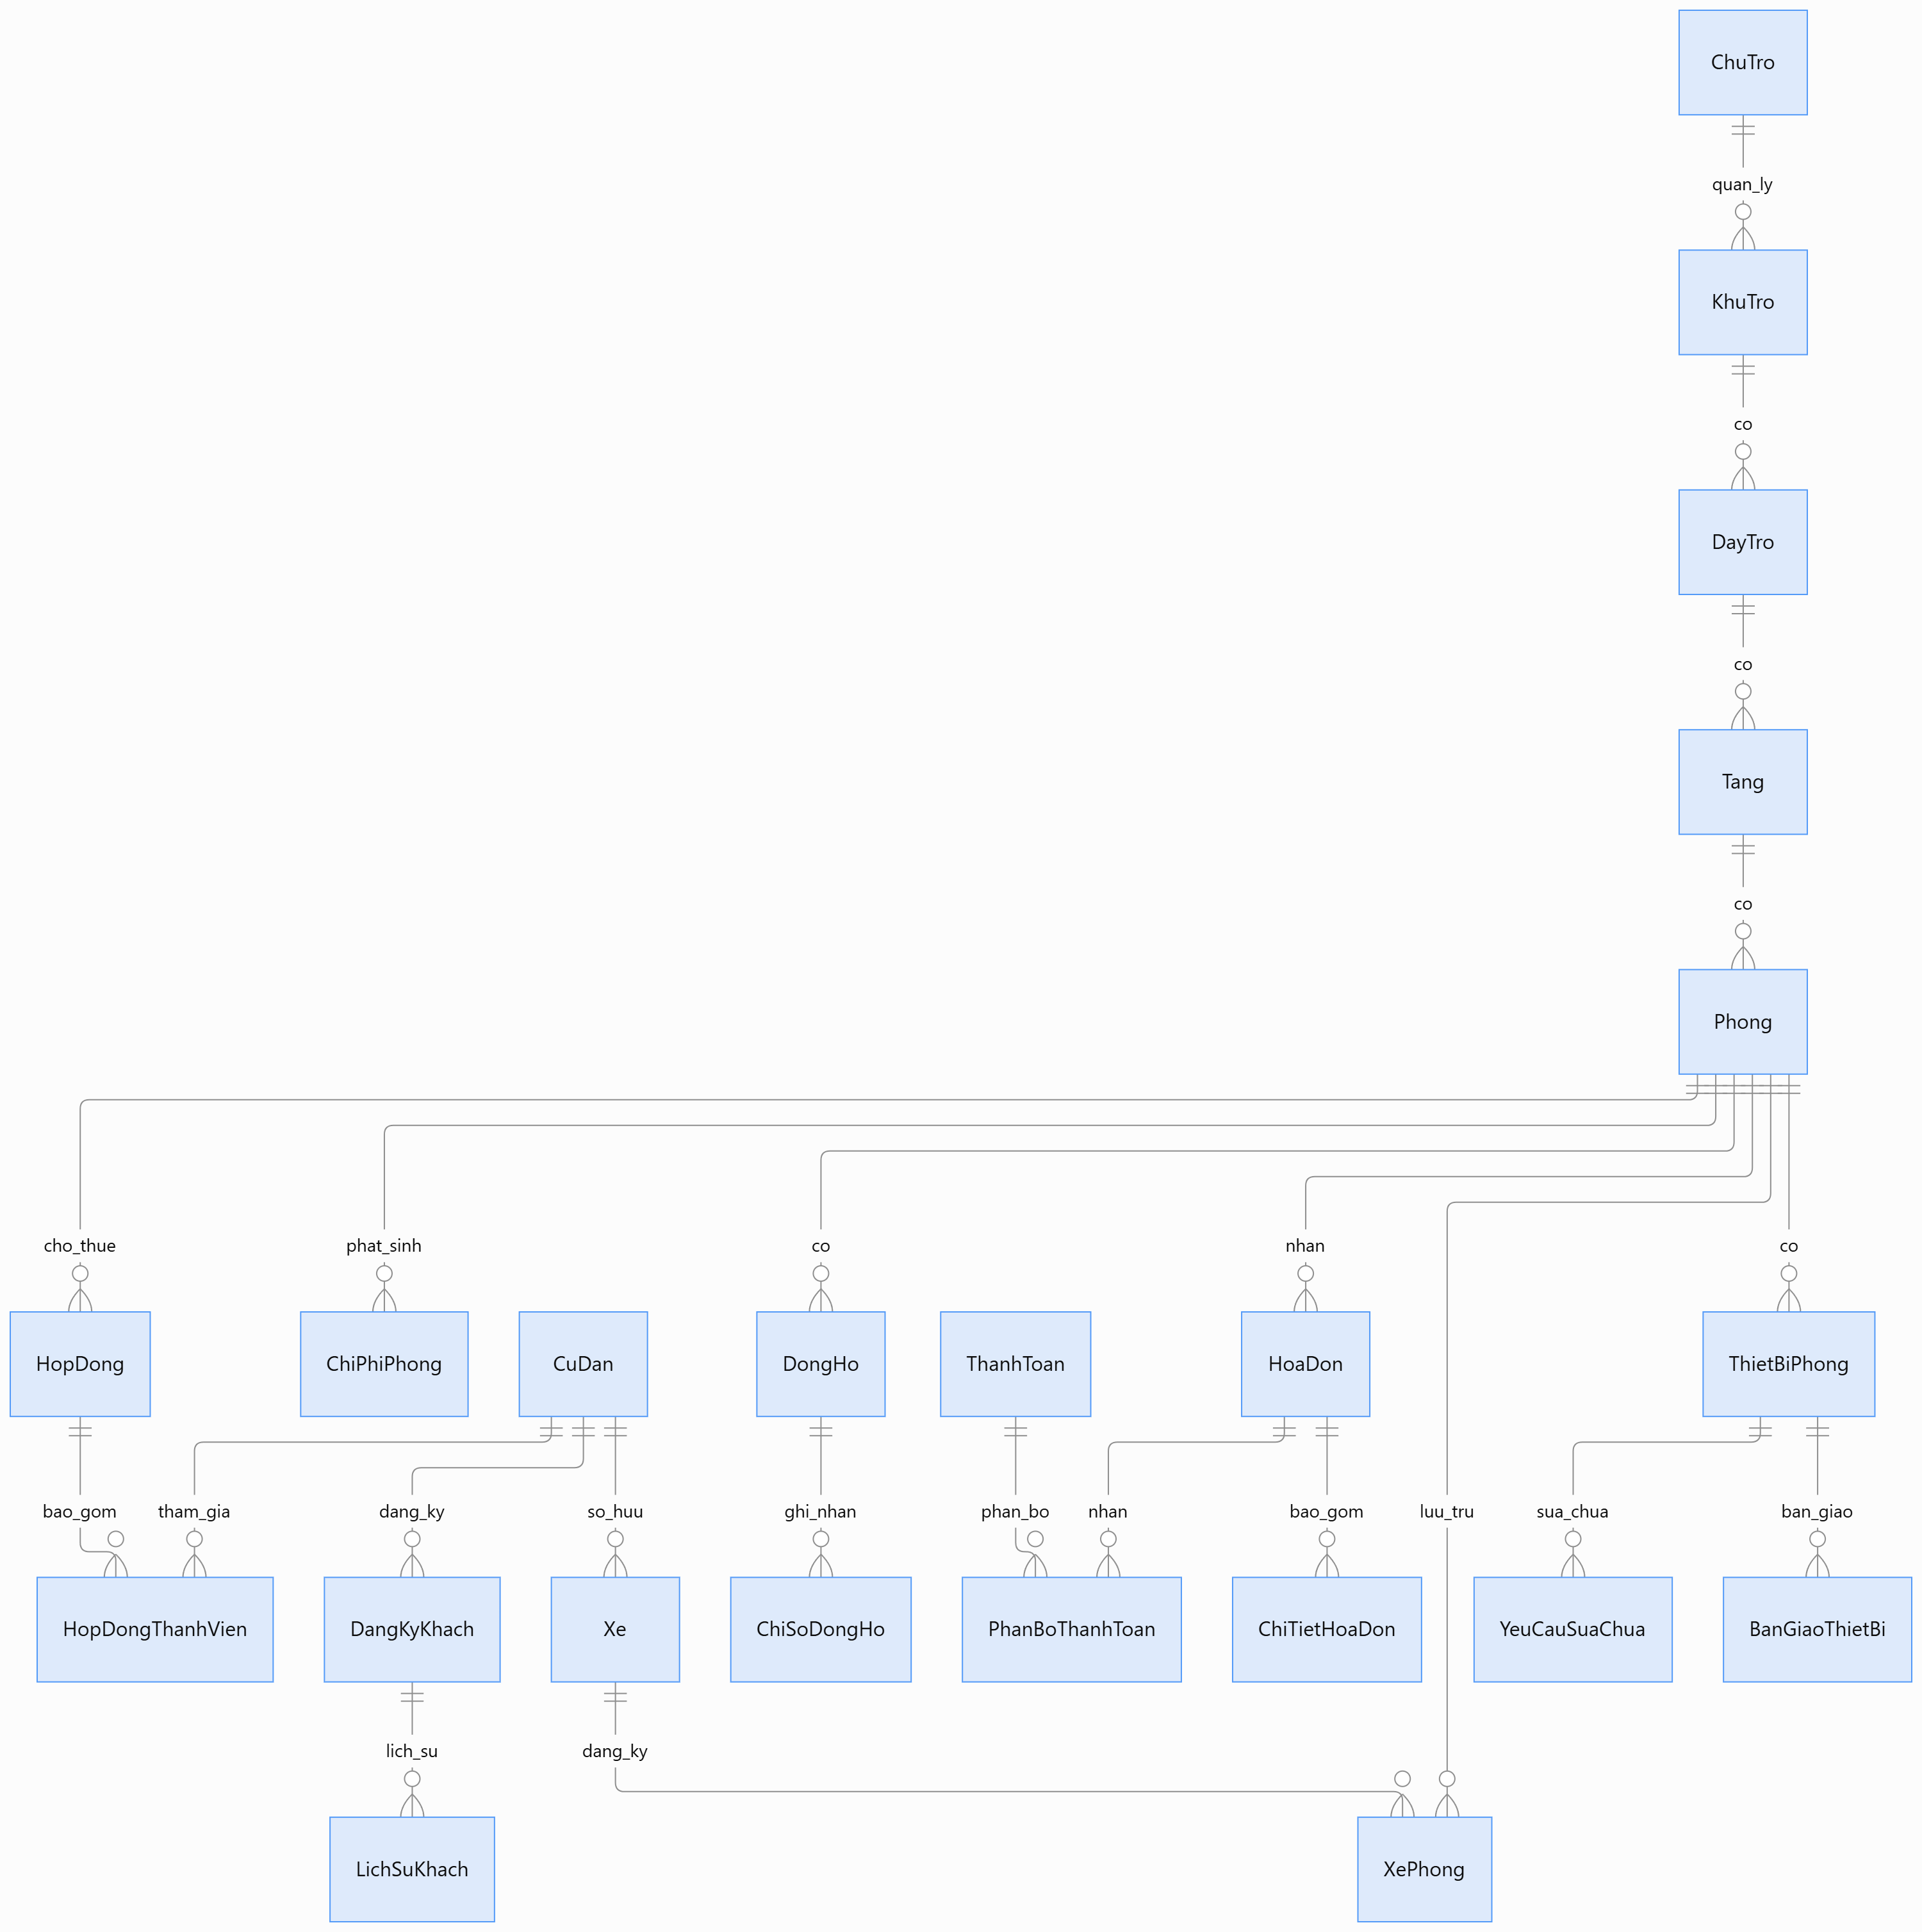 ChuTro
quan_ly
KhuTro
co
DayTro
co
Tang
co
Phong
cho_thue
phat_sinh
co
nhan
co
HopDong
ChiPhiPhong
CuDan
DongHo
ThanhToan
HoaDon
ThietBiPhong
bao_gom
tham_gia
dang_ky
so_huu
ghi_nhan
phan_bo
nhan
bao_gom
luu_tru
sua_chua
ban_giao
HopDongThanhVien
DangKyKhach
Xe
ChiSoDongHo
PhanBoThanhToan
ChiTietHoaDon
YeuCauSuaChua
BanGiaoThietBi
lich_su
dang_ky
LichSuKhach
XePhong